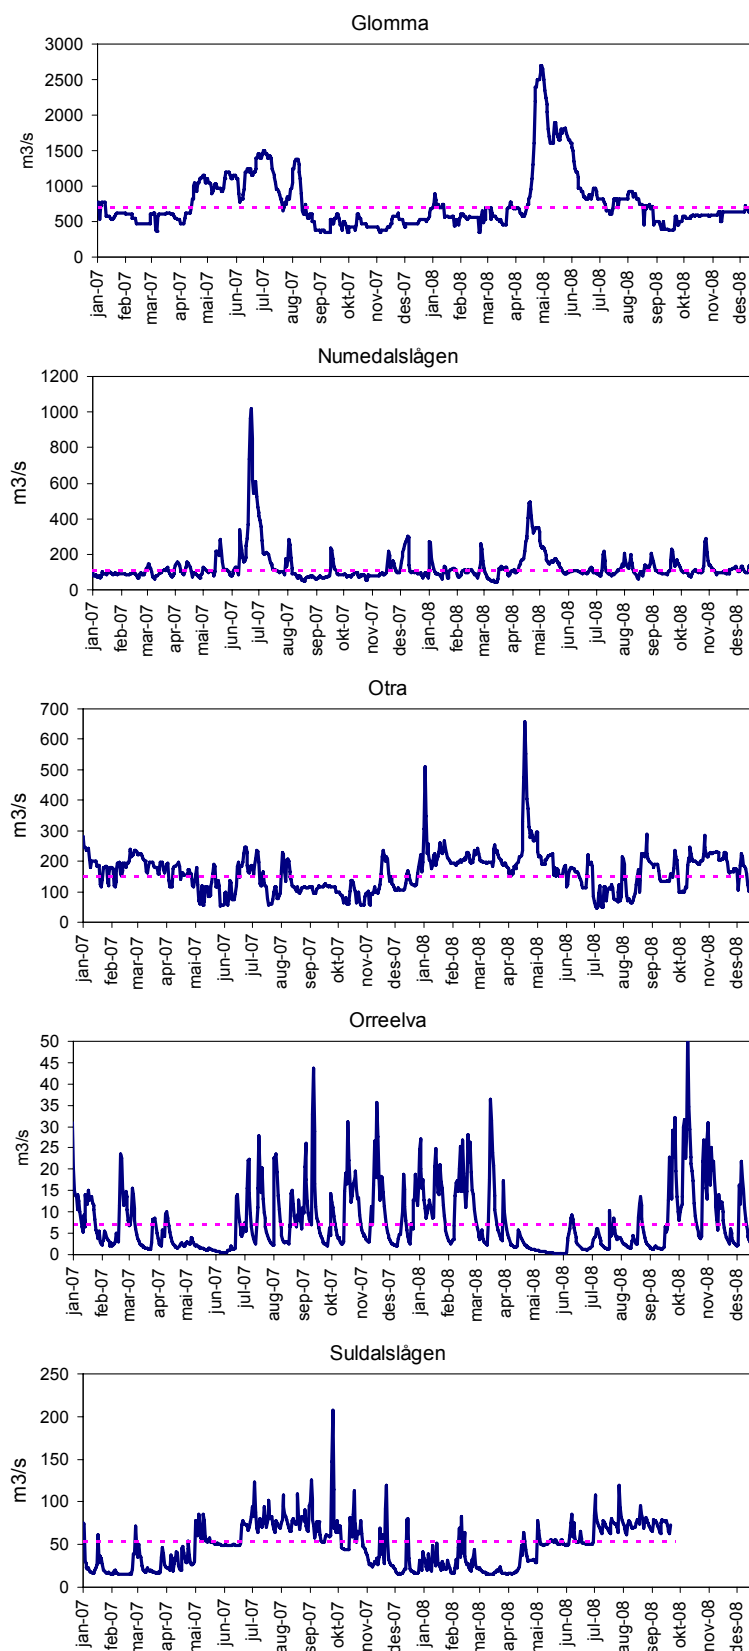 Glomma
3000
2500
2000
1500
1000
500
0
m3/s
jan-07 feb-07 mar-07 apr-07 mai-07 jun-07 jul-07 aug-07 sep-07 okt-07 nov-07 des-07 jan-08 feb-08 mar-08 apr-08 mai-08 jun-08 jul-08 aug-08 sep-08 okt-08 nov-08 des-08
Numedalslågen
1200
1000
800
600
400
200
0
m3/s
jan-07 feb-07 mar-07 apr-07 mai-07 jun-07 jul-07 aug-07 sep-07 okt-07 nov-07 des-07 jan-08 feb-08 mar-08 apr-08 mai-08 jun-08 jul-08 aug-08 sep-08 okt-08 nov-08 des-08
Otra
700
600
500
400
300
200
100
0
m3/s
jan-07 feb-07 mar-07 apr-07 mai-07 jun-07 jul-07 aug-07 sep-07 okt-07 nov-07 des-07 jan-08 feb-08 mar-08 apr-08 mai-08 jun-08 jul-08 aug-08 sep-08 okt-08 nov-08 des-08
Orreelva
50
45
40
35
30
25
20
15
10
5
0
m3/s
jan-07 feb-07 mar-07 apr-07 mai-07 jun-07 jul-07 aug-07 sep-07 okt-07 nov-07 des-07 jan-08 feb-08 mar-08 apr-08 mai-08 jun-08 jul-08 aug-08 sep-08 okt-08 nov-08 des-08
Suldalslågen
250
200
150
100
50
0
m3/s
jan-07 feb-07 mar-07 apr-07 mai-07 jun-07 jul-07 aug-07 sep-07 okt-07 nov-07 des-07 jan-08 feb-08 mar-08 apr-08 mai-08 jun-08 jul-08 aug-08 sep-08 okt-08 nov-08 des-08